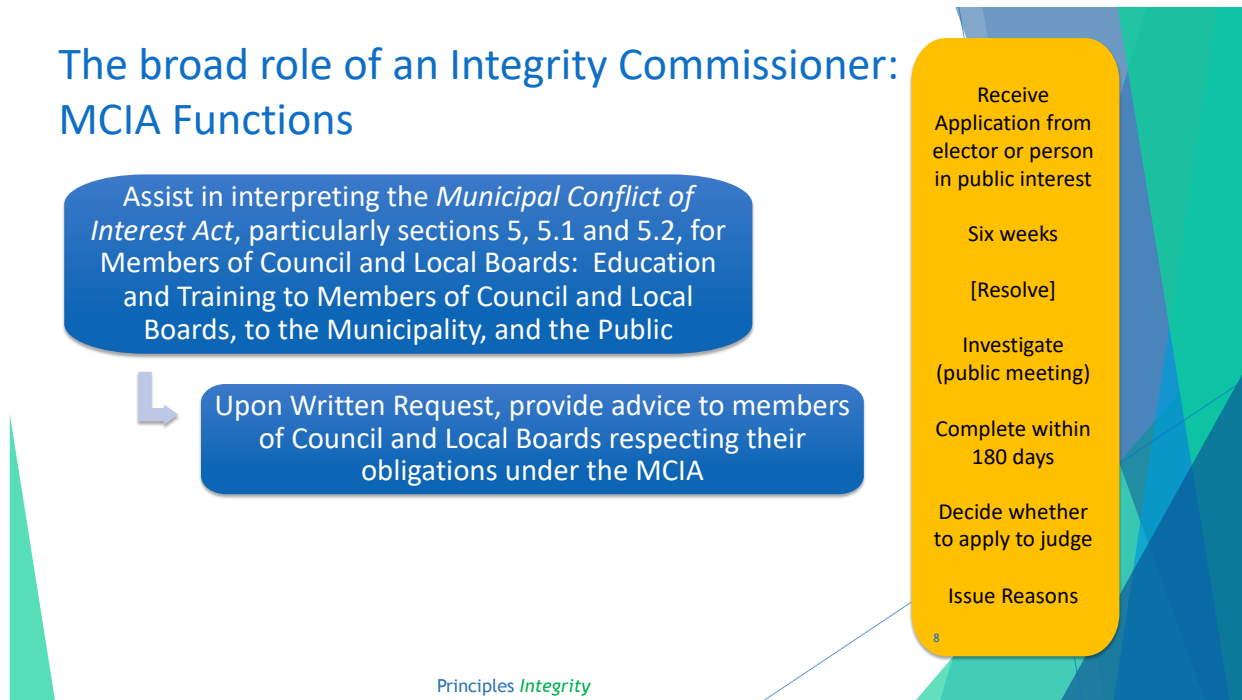 The broad role of an Integrity Commissioner:
MCIA Functions
Assist in interpreting the Municipal Conflict of
Interest Act, particularly sections 5, 5.1 and 5.2, for
Members of Council and Local Boards:  Education
and Training to Members of Council and Local
Boards, to the Municipality, and the Public
Upon Written Request, provide advice to members
of Council and Local Boards respecting their
obligations under the MCIA
Receive
Application from
elector or person
in public interest
Six weeks
[Resolve]
Investigate
(public meeting)
Complete within
180 days
Decide whether
to apply to judge
Issue Reasons
8
Principles Integrity